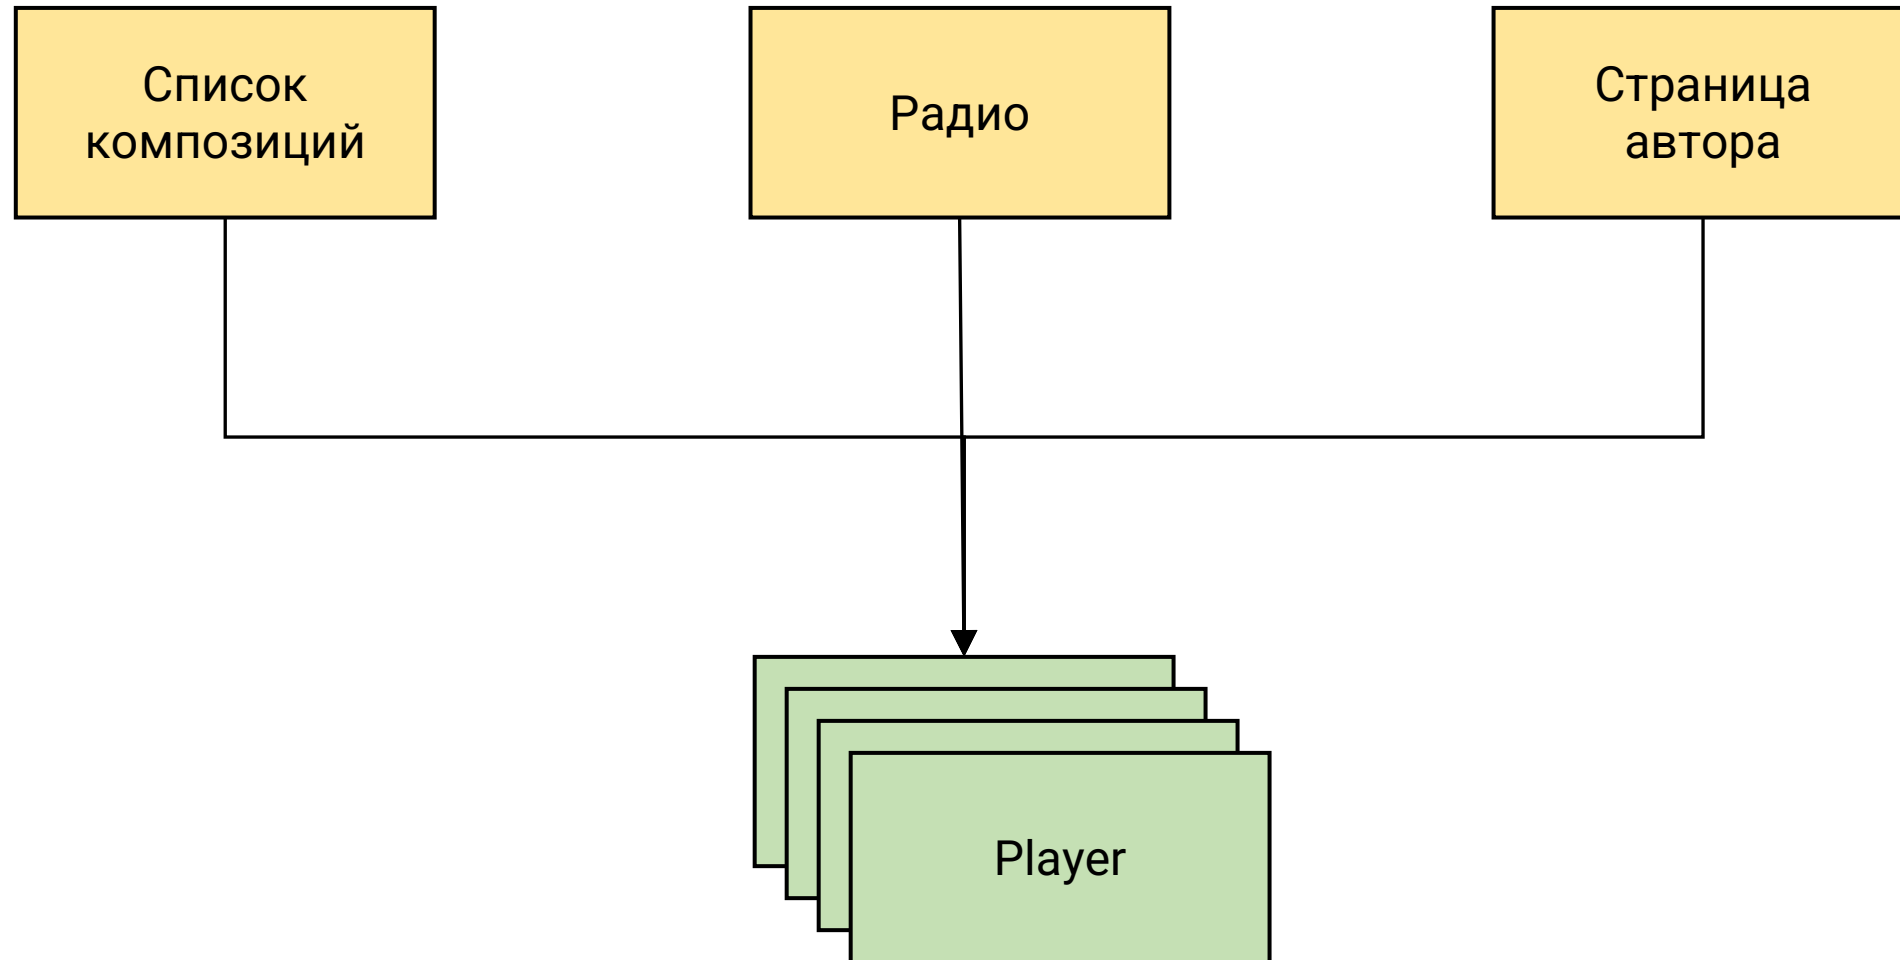 Список
композиций
Радио
Страница
автора
Player